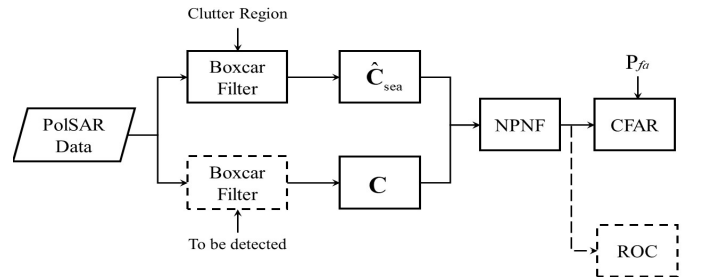 Clutter Region
Boxcar
Filter
Ĉsea
Pfa
PolSAR
Data
NPNF
CFAR
Boxcar
Filter
C
To be detected
ROC